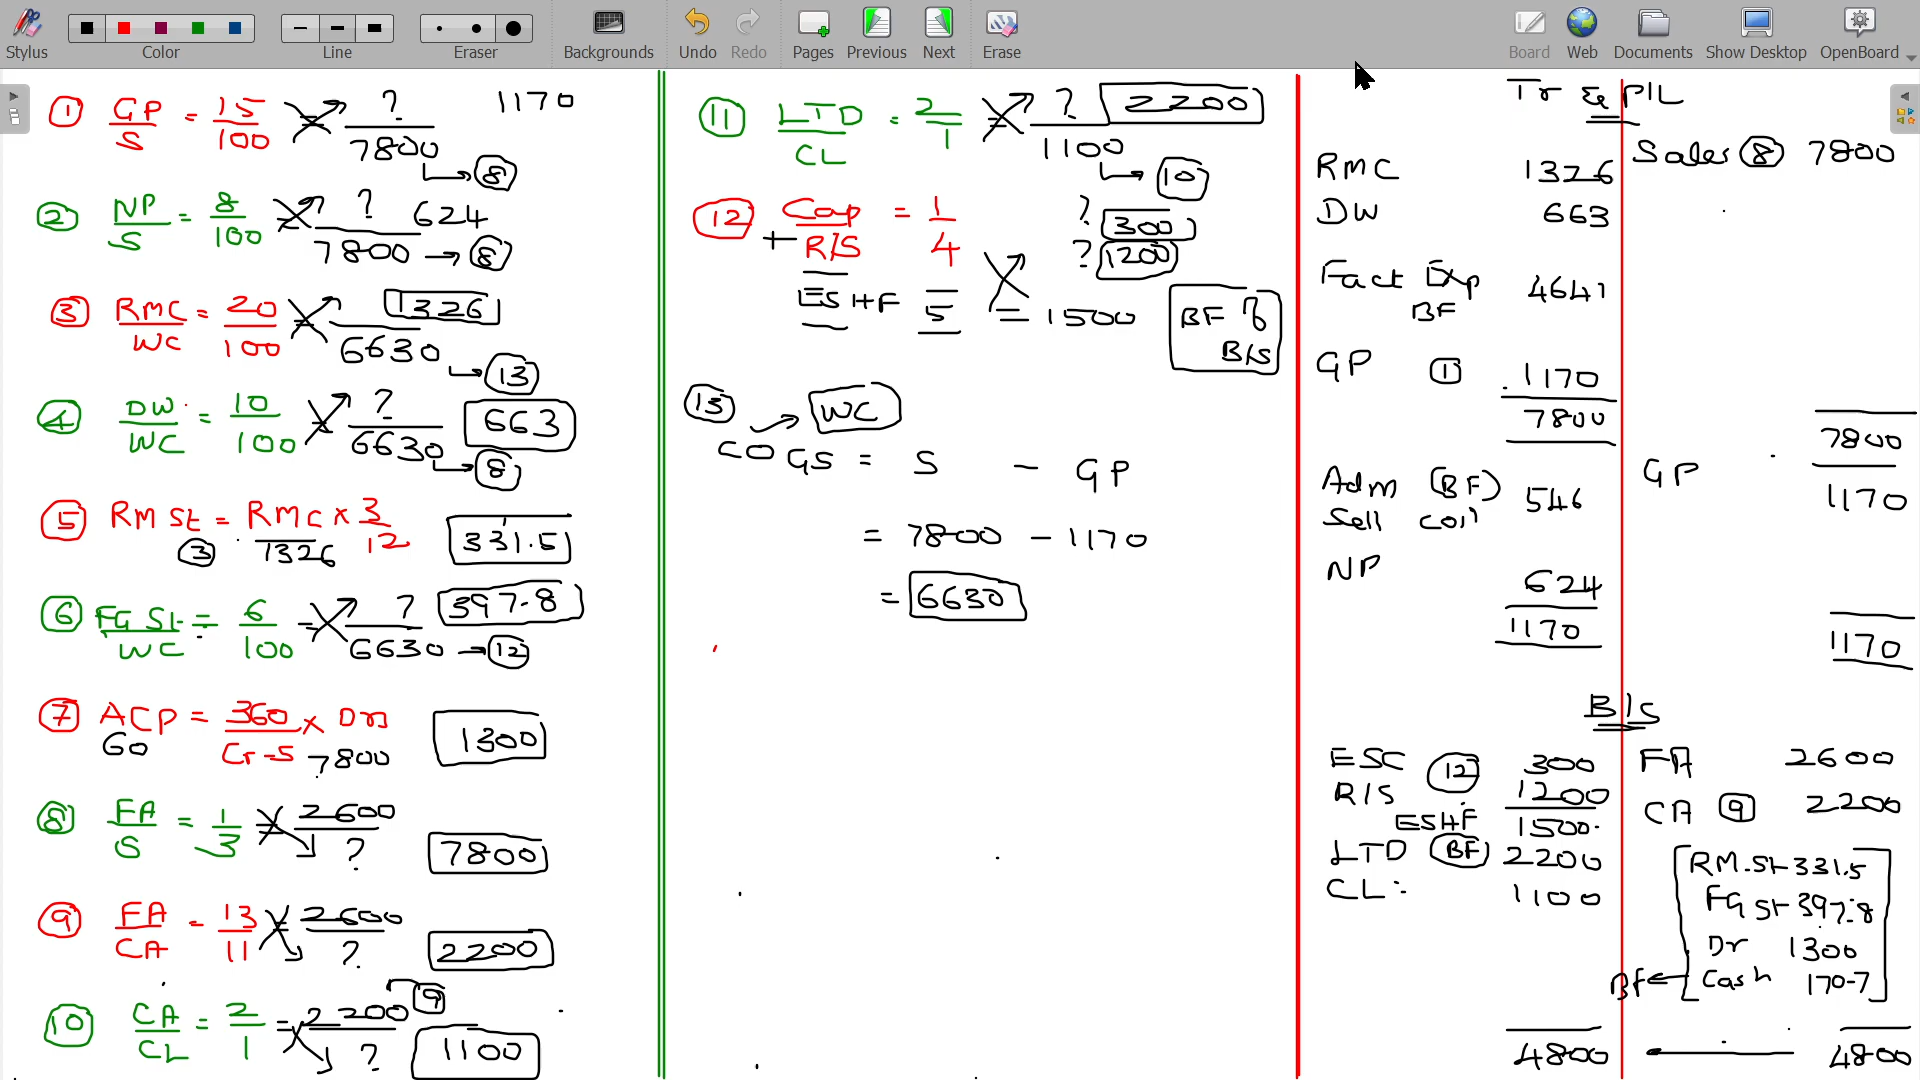 Stylus
Color
Line
Eraser
Backgrounds
Undo
Redo
Pages
Previous
Next
Erase
Board
Web
Documents
Show Desktop
OpenBoard
1 GP/S = 15/100 = ?/7800 1170
8
2 NP/S = 8/100 = ?/7800 624
8
3 RMC/WC = 20/100 = 1326/6630
13
4 DW/WC = 10/100 = ?/6630 663
8
5 RM St = RMC × 3/12 331.5
3 1326
6 FG St/WC = 6/100 = ?/6630 397.8
12
7 ACP = 360/Cr-S × Drs 1300
60 7800
8 FA/S = 1/3 = 2600/? 7800
9 FA/CA = 13/11 = 2600/? 2200
10 CA/CL = 2/1 = 2200/? 1100
9
11 LTD/CL = 2/1 = ?/1100 2200
10
12 Cap = 1 ? 300
+ R/S 4 ? 1200
ESHF 5 = 1500
BF
B/S
13 WC
COGS = S - GP
= 7800 - 1170
= 6630
Tr & P/L
RMC 1326 Sales 8 7800
DW 663
Fact Exp 4641
BF
GP 1 1170
7800 7800
Adm (BF) 546 GP 1170
Sell
NP 624
1170 1170
B/S
ESC 12 300 FA 2600
R/S 1200 CA 9 2200
ESHF 1500
LTD BF 2200 RM.St 331.5
CL 1100 FG St 397.8
Dr 1300
BF Cash 170.7
4800 4800